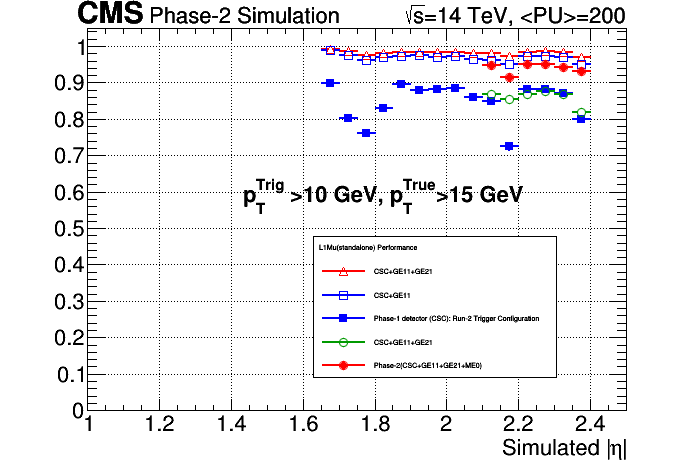 CMS Phase-2 Simulation √s=14 TeV, <PU>=200
1
0.9
0.8
0.7
0.6
0.5
0.4
0.3
0.2
0.1
0
p_T^Trig >10 GeV, p_T^True>15 GeV
L1Mu(standalone) Performance
CSC+GE11+GE21
CSC+GE11
Phase-1 detector (CSC): Run-2 Trigger Configuration
CSC+GE11+GE21
Phase-2(CSC+GE11+GE21+ME0)
1 1.2 1.4 1.6 1.8 2 2.2 2.4
Simulated |η|